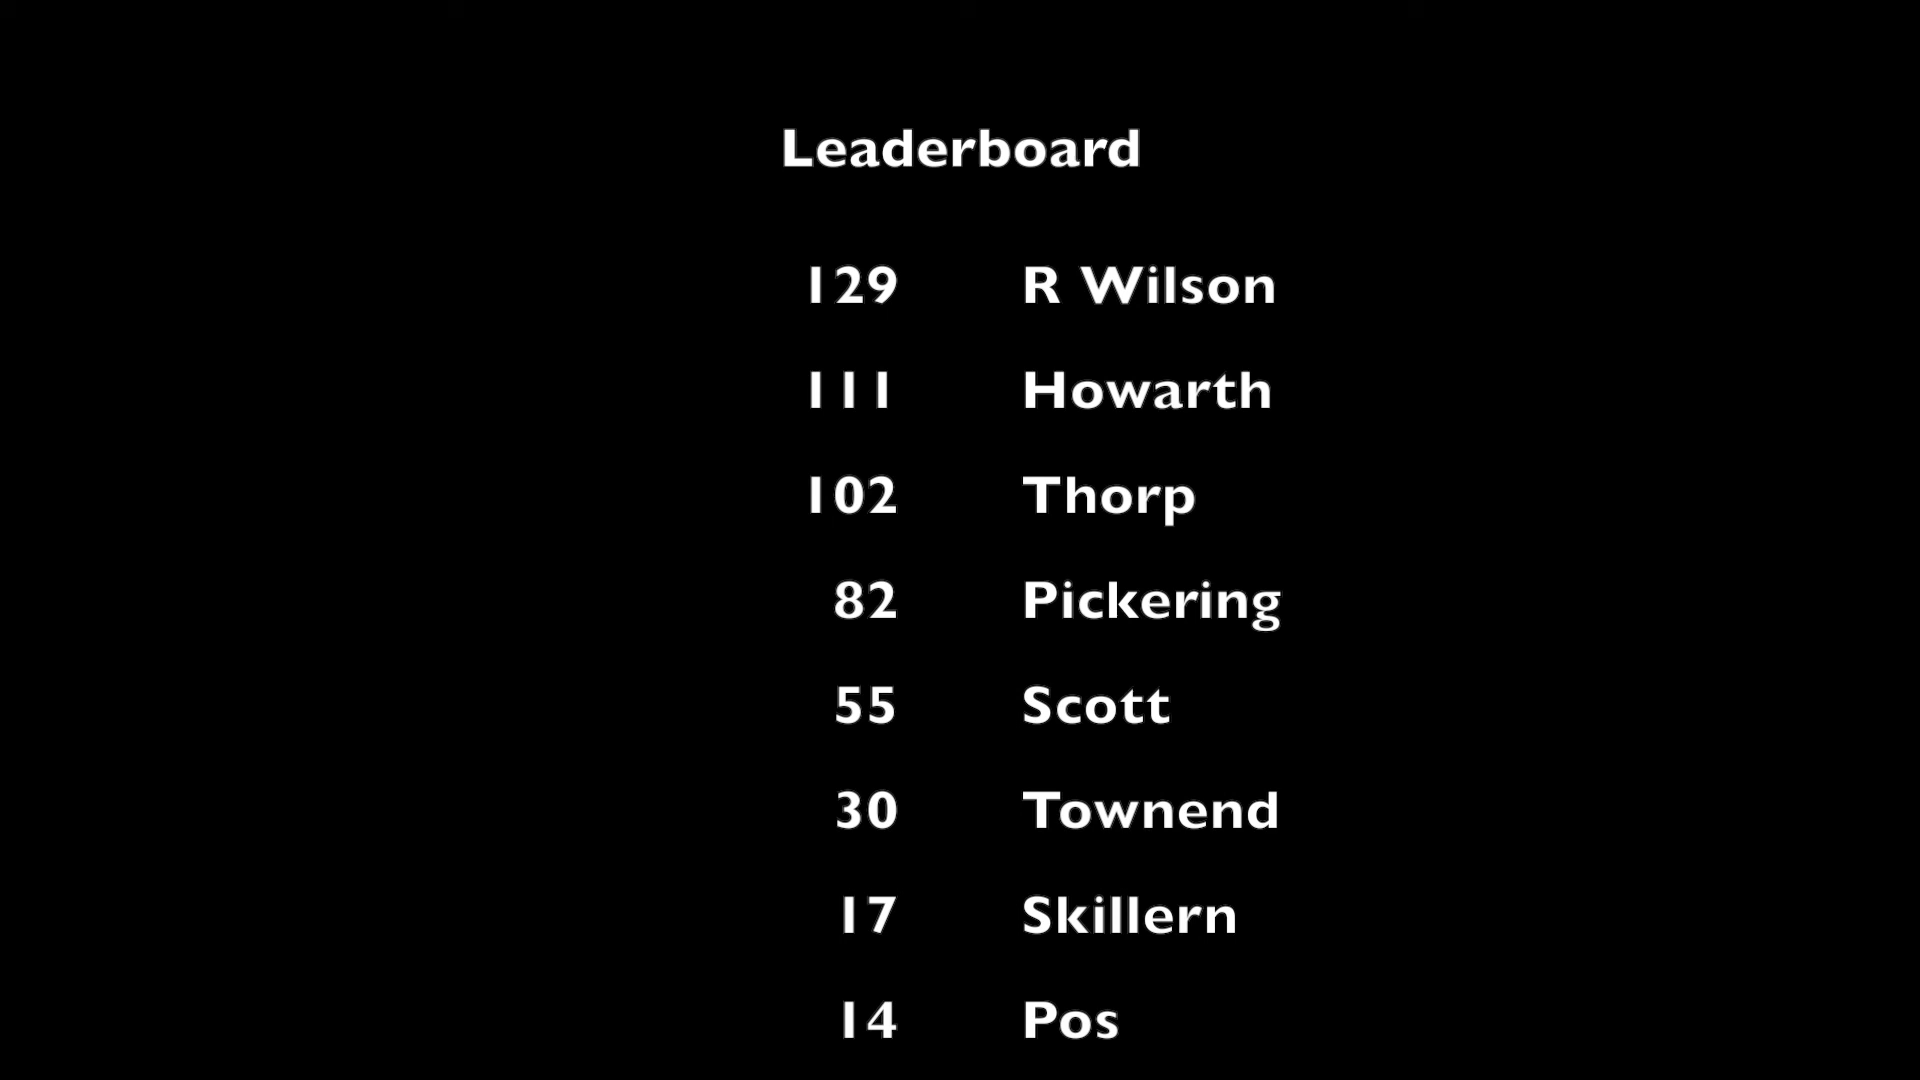 Leaderboard
129 R Wilson
111 Howarth
102 Thorp
82 Pickering
55 Scott
30 Townend
17 Skillern
14 Pos